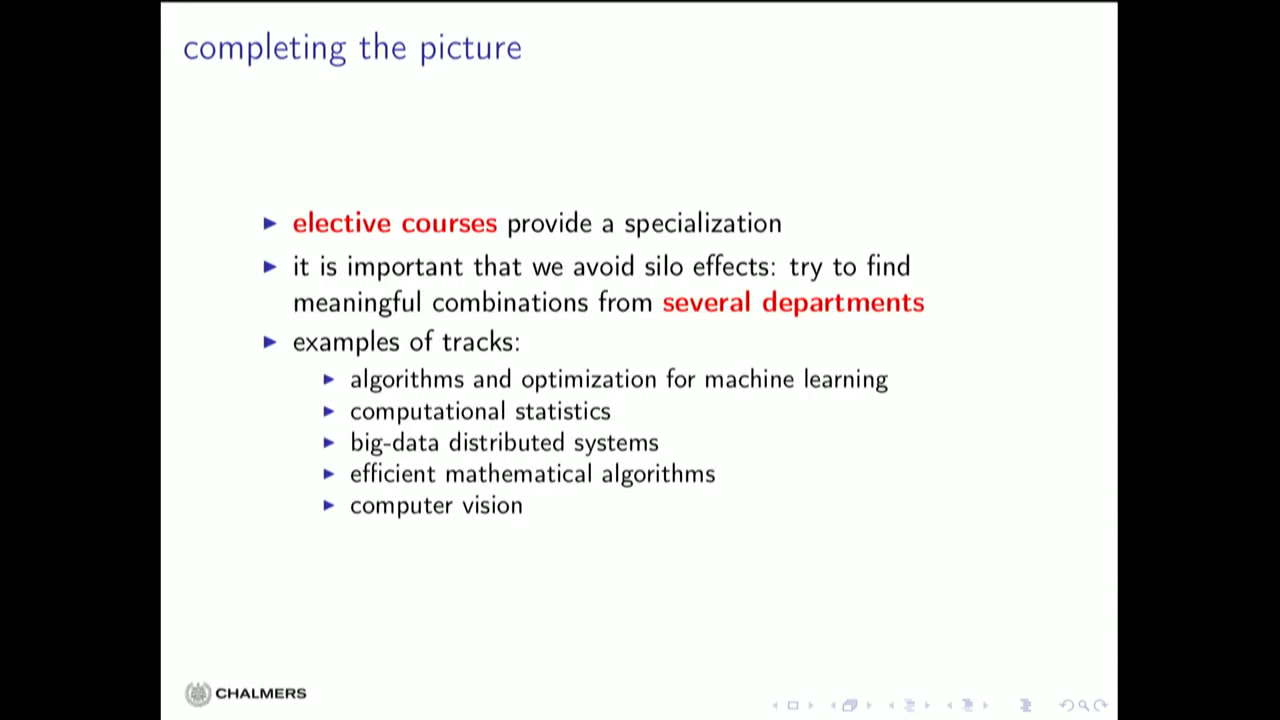 completing the picture
elective courses provide a specialization
it is important that we avoid silo effects: try to find
meaningful combinations from several departments
examples of tracks:
algorithms and optimization for machine learning
computational statistics
big-data distributed systems
efficient mathematical algorithms
computer vision
CHALMERS